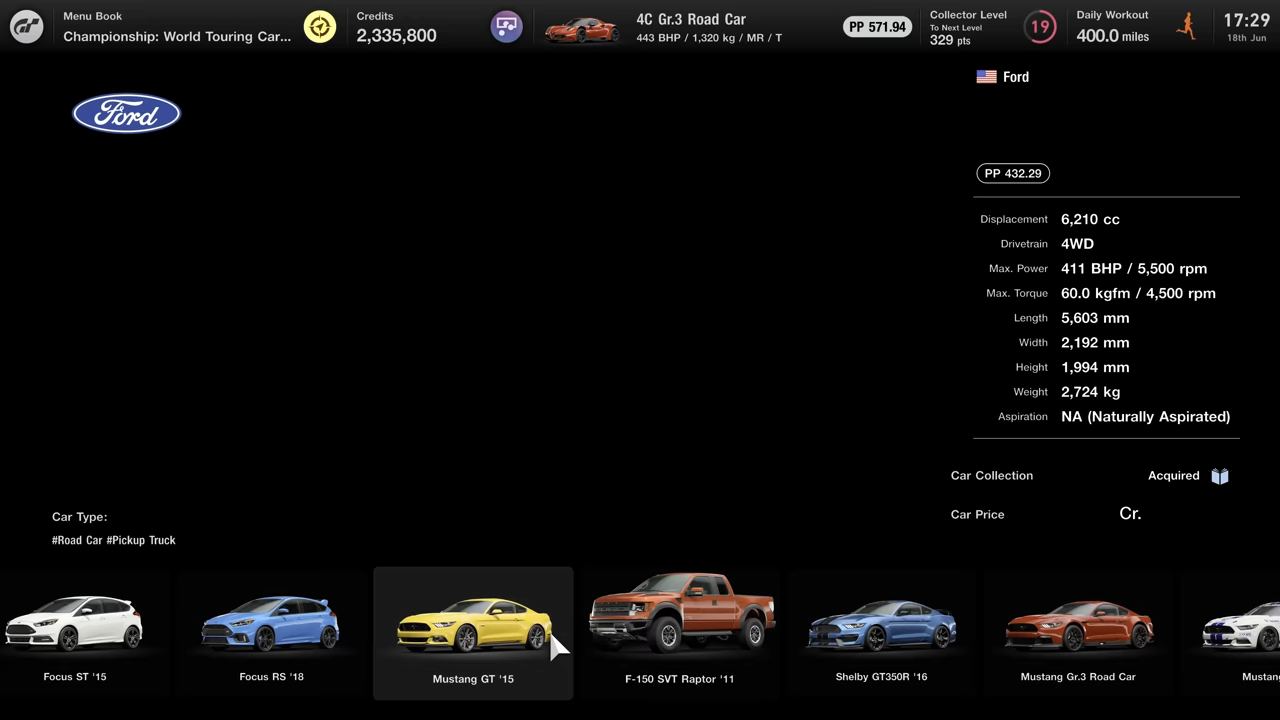 Menu Book
Championship: World Touring Car...
Credits
2,335,800
4C Gr.3 Road Car
443 BHP / 1,320 kg / MR / T
PP 571.94
Collector Level
To Next Level
329 pts
19
Daily Workout
400.0 miles
17:29
18th Jun
Ford
Ford
PP 432.29
Displacement 6,210 cc
Drivetrain 4WD
Max. Power 411 BHP / 5,500 rpm
Max. Torque 60.0 kgfm / 4,500 rpm
Length 5,603 mm
Width 2,192 mm
Height 1,994 mm
Weight 2,724 kg
Aspiration NA (Naturally Aspirated)
Car Collection Acquired
Car Price Cr.
Car Type:
#Road Car #Pickup Truck
Focus ST '15
Focus RS '18
Mustang GT '15
F-150 SVT Raptor '11
Shelby GT350R '16
Mustang Gr.3 Road Car
Mustang